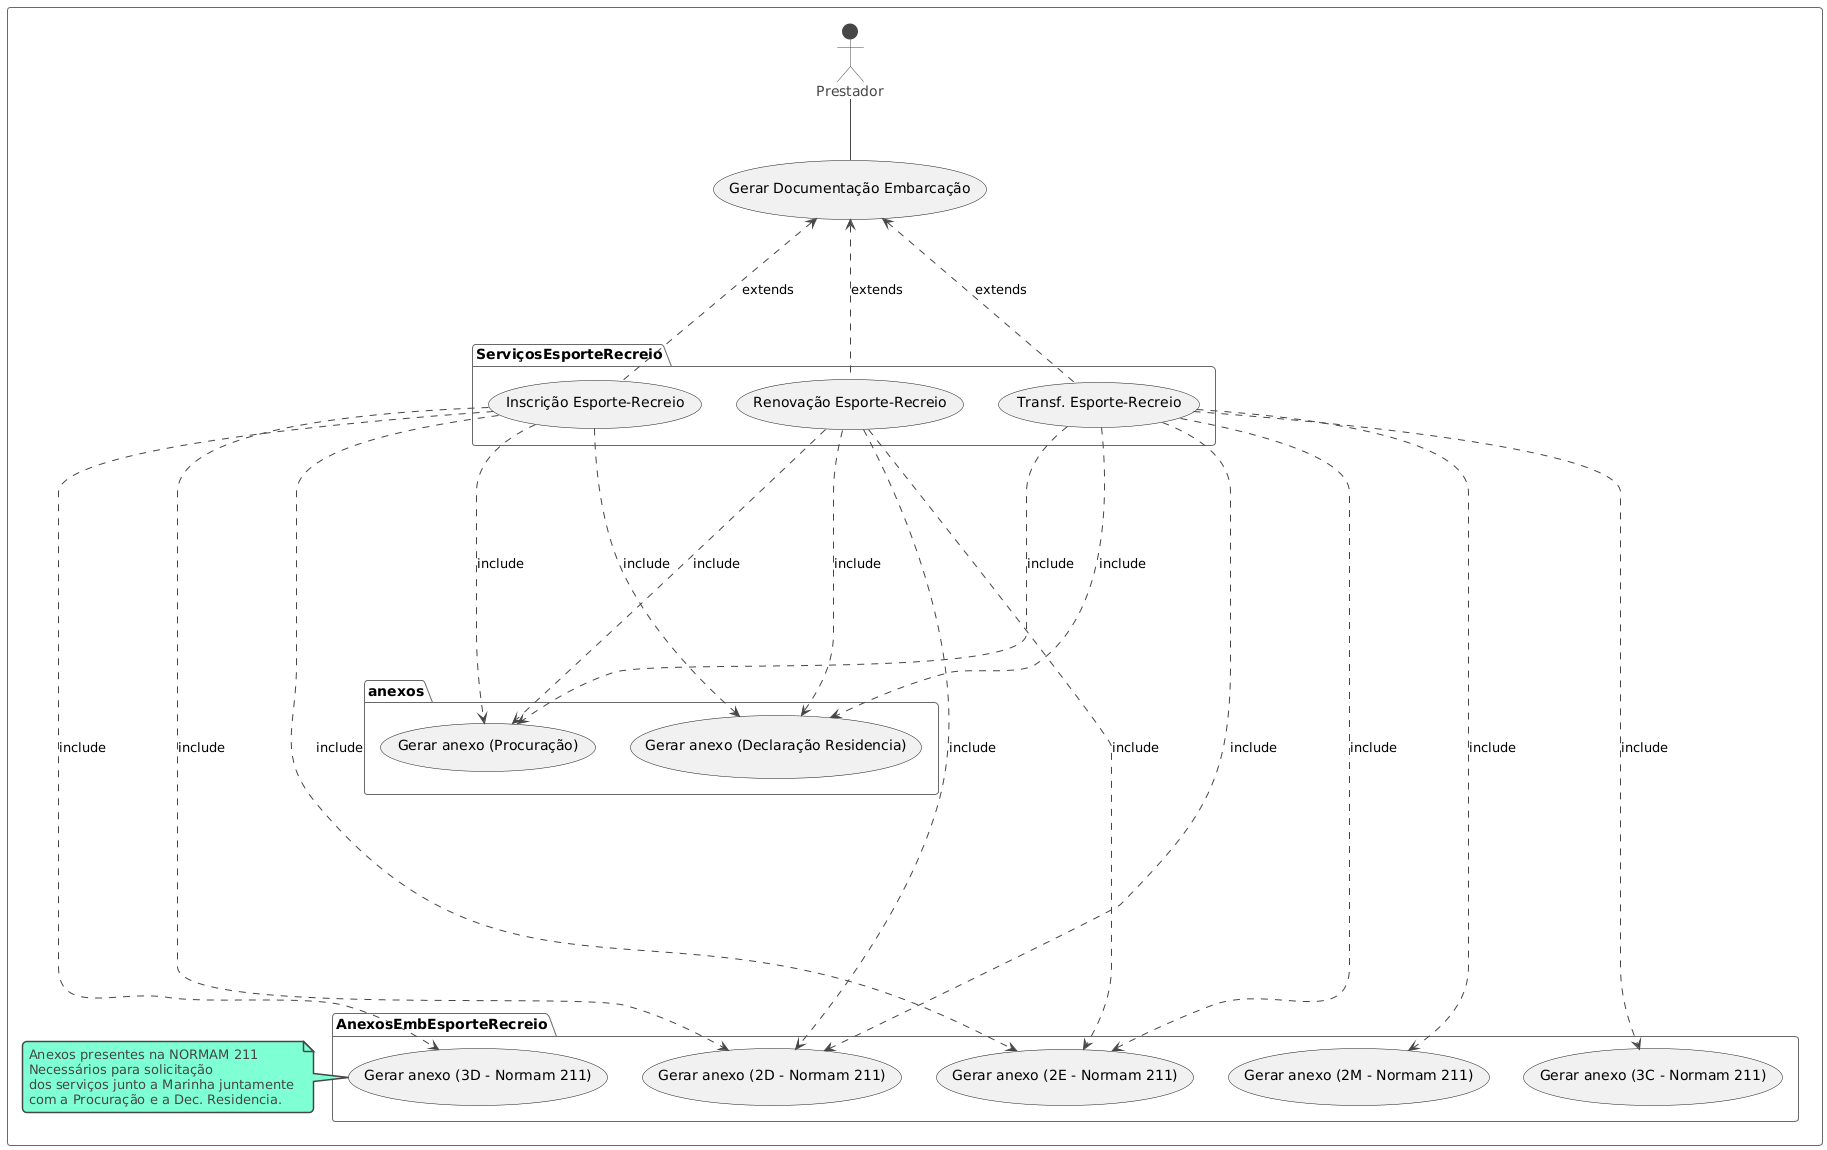 Prestador
Gerar Documentação Embarcação
extends
extends
extends
ServiçosEsporteRecreio
Inscrição Esporte-Recreio
Renovação Esporte-Recreio
Transf. Esporte-Recreio
include
include
include
include
include
include
anexos
Gerar anexo (Procuração)
Gerar anexo (Declaração Residencia)
include
include
include
include
include
include
include
include
include
AnexosEmbEsporteRecreio
Anexos presentes na NORMAM 211
Necessários para solicitação
dos serviços junto a Marinha juntamente
com a Procuração e a Dec. Residencia.
Gerar anexo (3D - Normam 211)
Gerar anexo (2D - Normam 211)
Gerar anexo (2E - Normam 211)
Gerar anexo (2M - Normam 211)
Gerar anexo (3C - Normam 211)